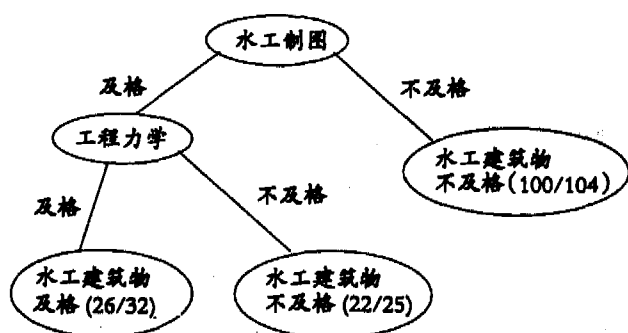 水工制图
及格
不及格
工程力学
水工建筑物
不及格(100/104)
及格
不及格
水工建筑物
及格(26/32)
水工建筑物
不及格(22/25)